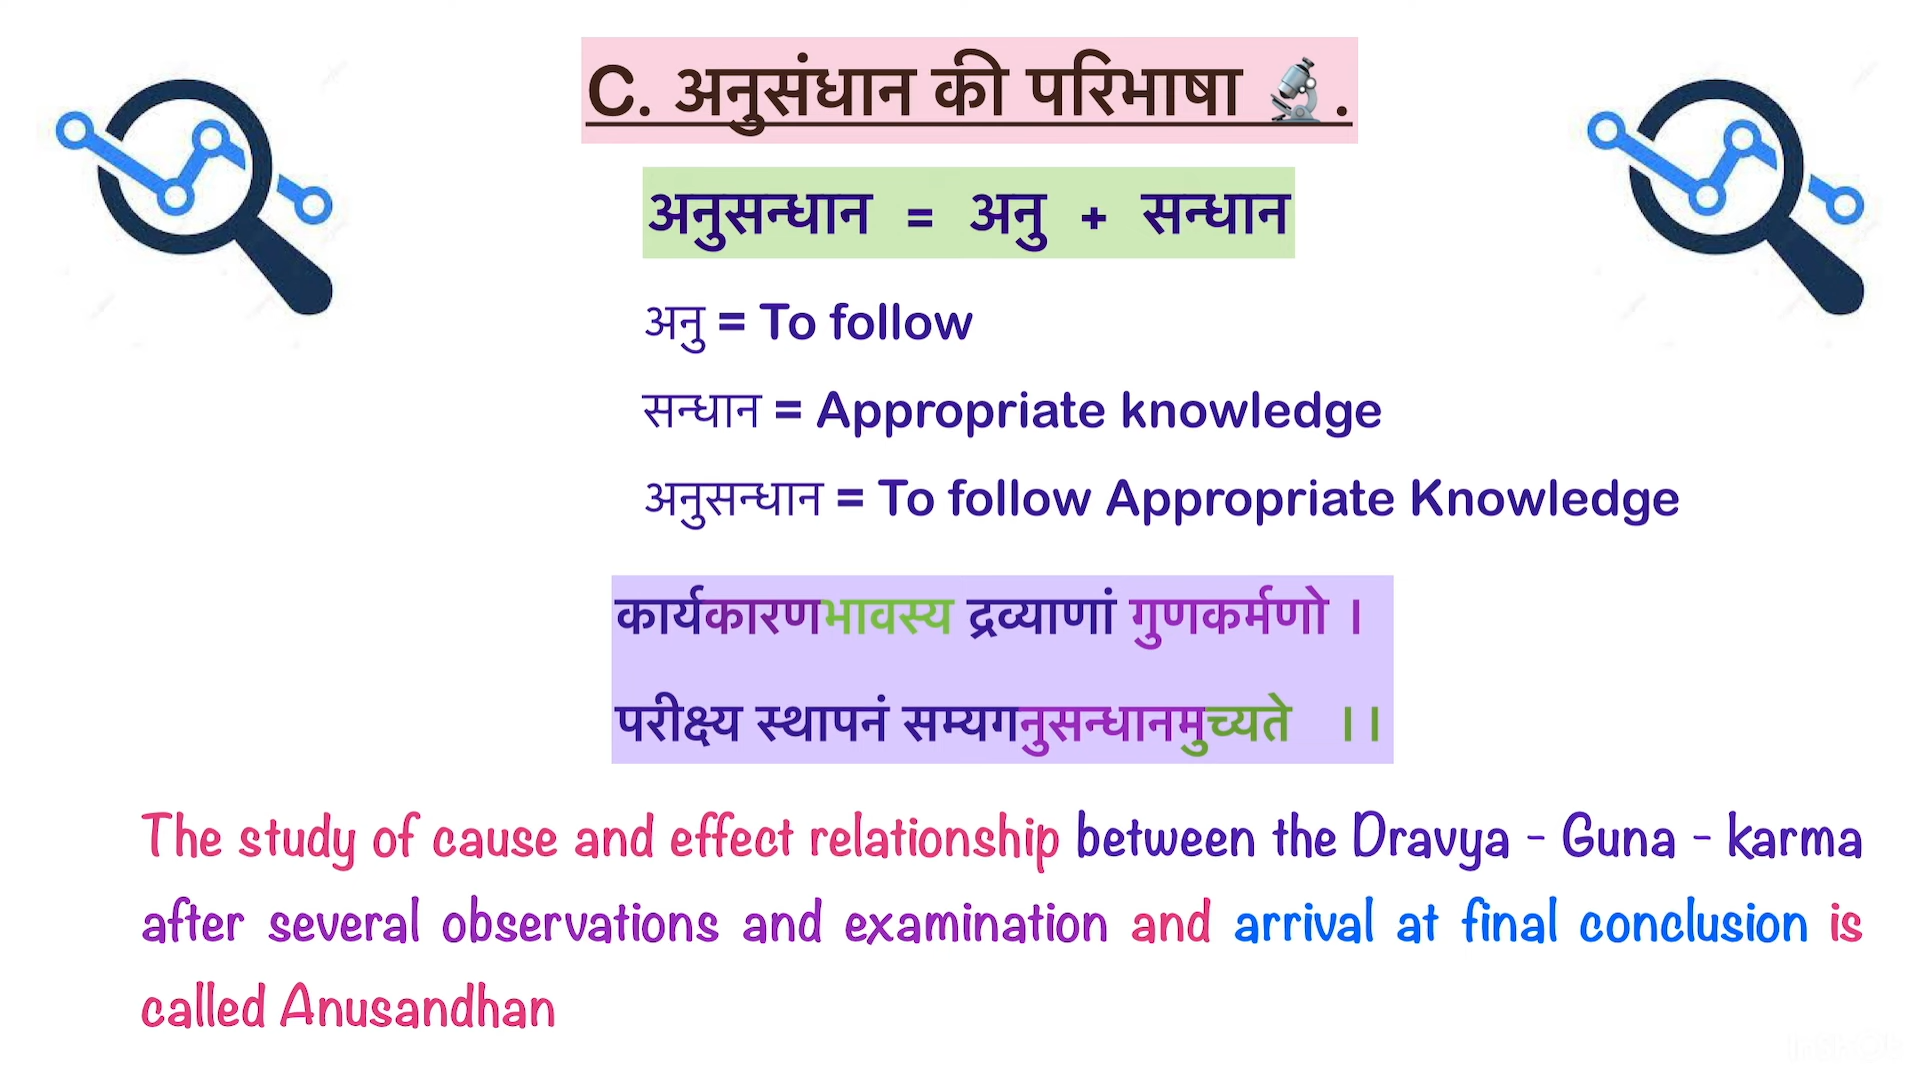 C. अनुसंधान की परिभाषा 🔬.
अनुसन्धान = अनु + सन्धान
अनु = To follow
सन्धान = Appropriate knowledge
अनुसन्धान = To follow Appropriate Knowledge
कार्यकारणभावस्य द्रव्याणां गुणकर्मणो ।
परीक्ष्य स्थापनं सम्यगनुसन्धानमुच्यते ।।
The study of cause and effect relationship between the Dravya - Guna - karma
after several observations and examination and arrival at final conclusion is
called Anusandhan